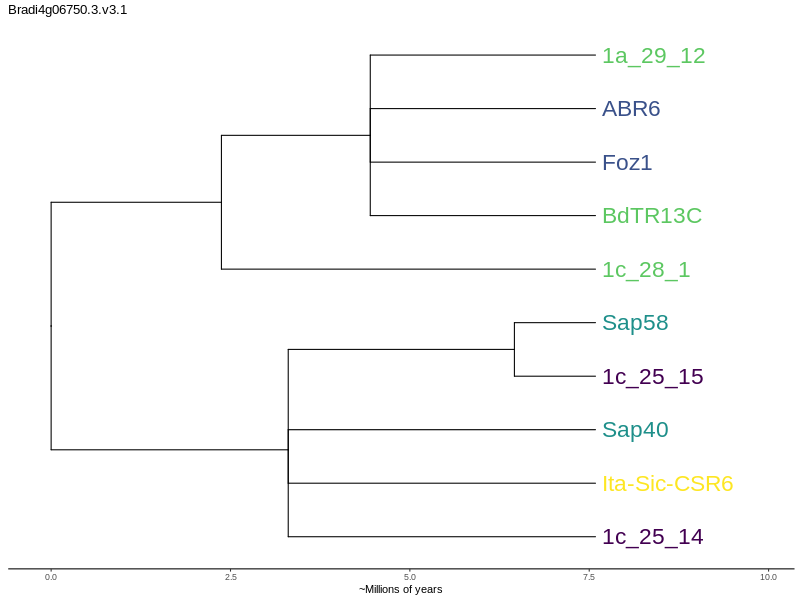 Bradi4g06750.3.v3.1
1a_29_12
ABR6
Foz1
BdTR13C
1c_28_1
Sap58
1c_25_15
Sap40
Ita-Sic-CSR6
1c_25_14
0.0 2.5 5.0 7.5 10.0
~Millions of years